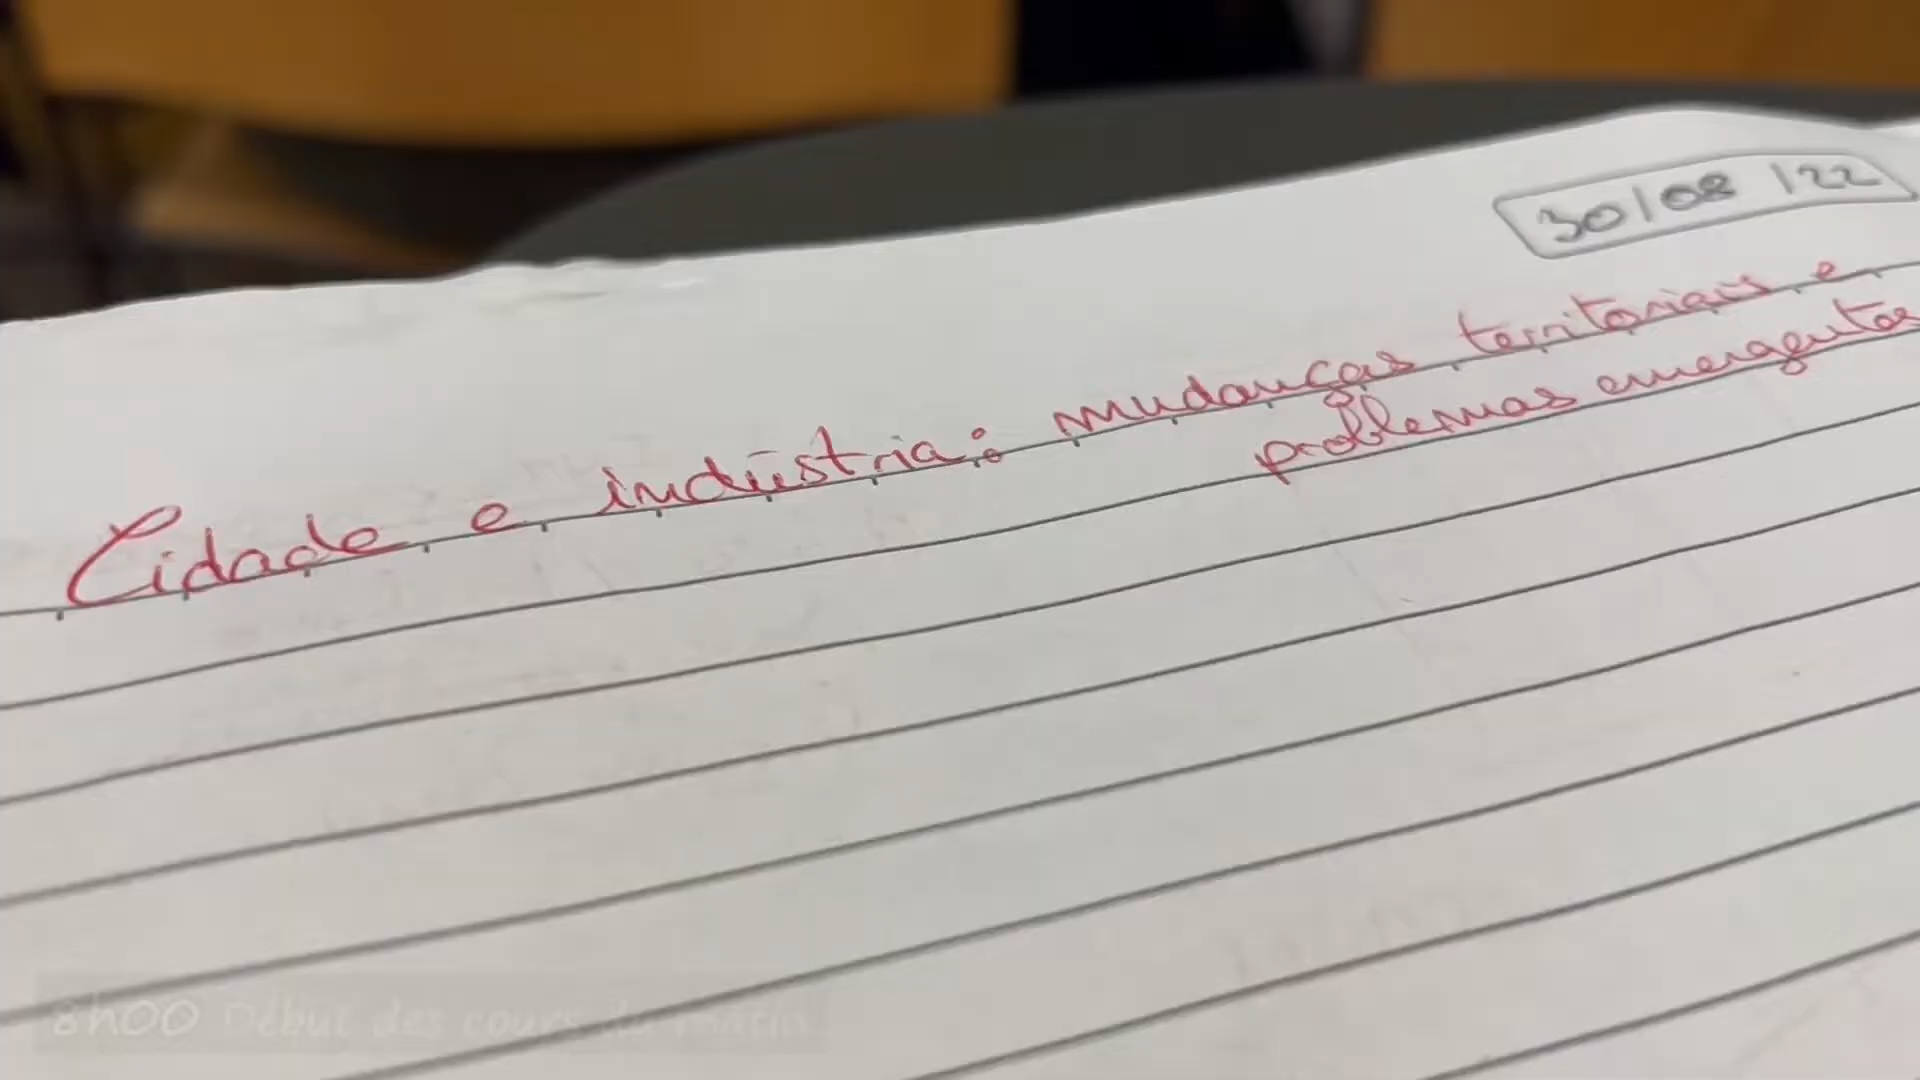 30/08/22
Cidade e indústria: mudanças territoriais e
problemas emergentes
8h00 Début des cours du matin